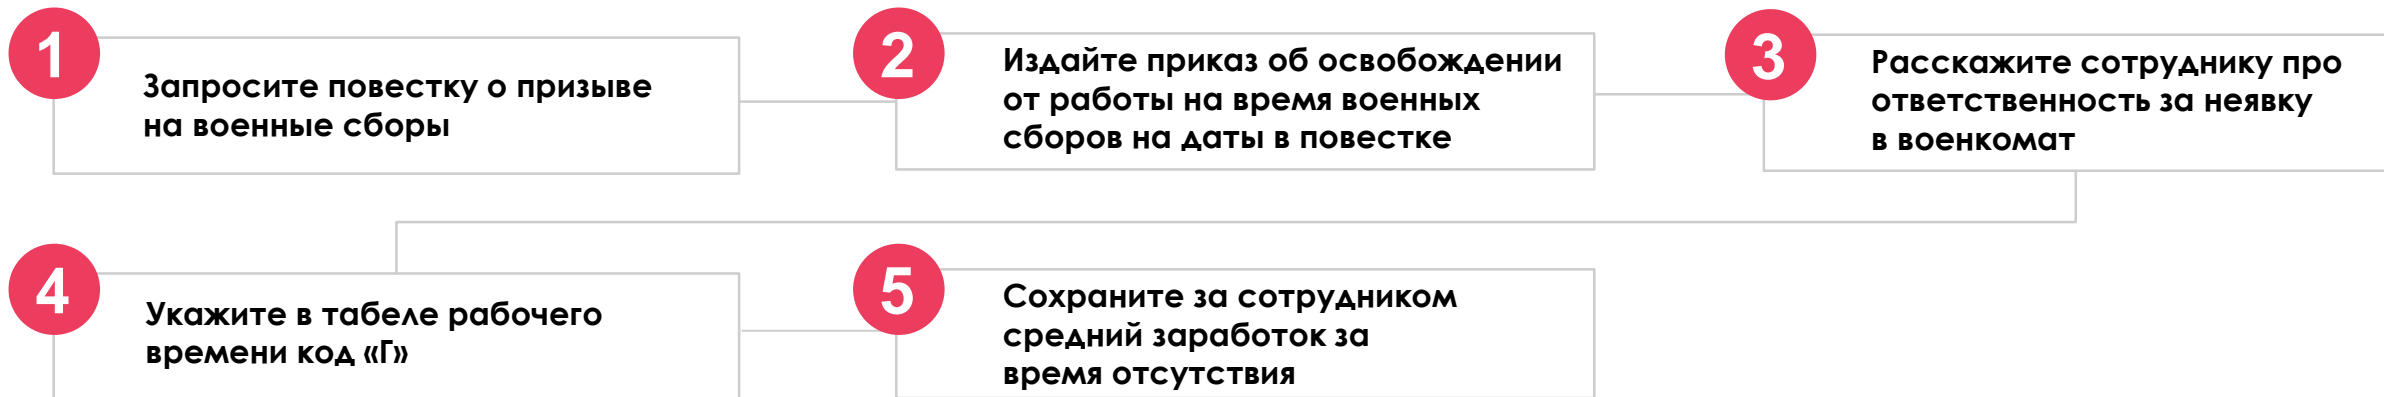 1
Запросите повестку о призыве
на военные сборы
2
Издайте приказ об освобождении
от работы на время военных
сборов на даты в повестке
3
Расскажите сотруднику про
ответственность за неявку
в военкомат
4
Укажите в табеле рабочего
времени код «Г»
5
Сохраните за сотрудником
средний заработок за
время отсутствия